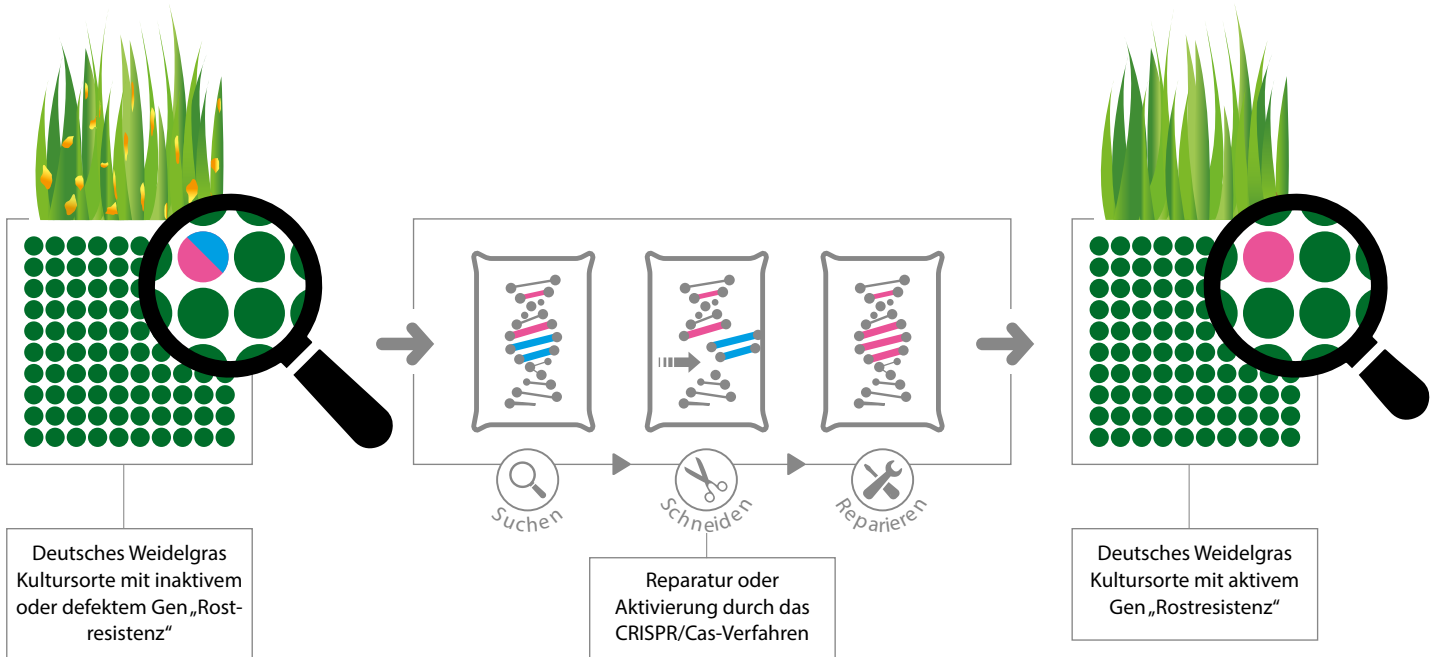 Suchen
Schneiden
Reparieren
Deutsches Weidelgras
Kultursorte mit inaktivem
oder defektem Gen „Rost-
resistenz“
Reparatur oder
Aktivierung durch das
CRISPR/Cas-Verfahren
Deutsches Weidelgras
Kultursorte mit aktivem
Gen „Rostresistenz“